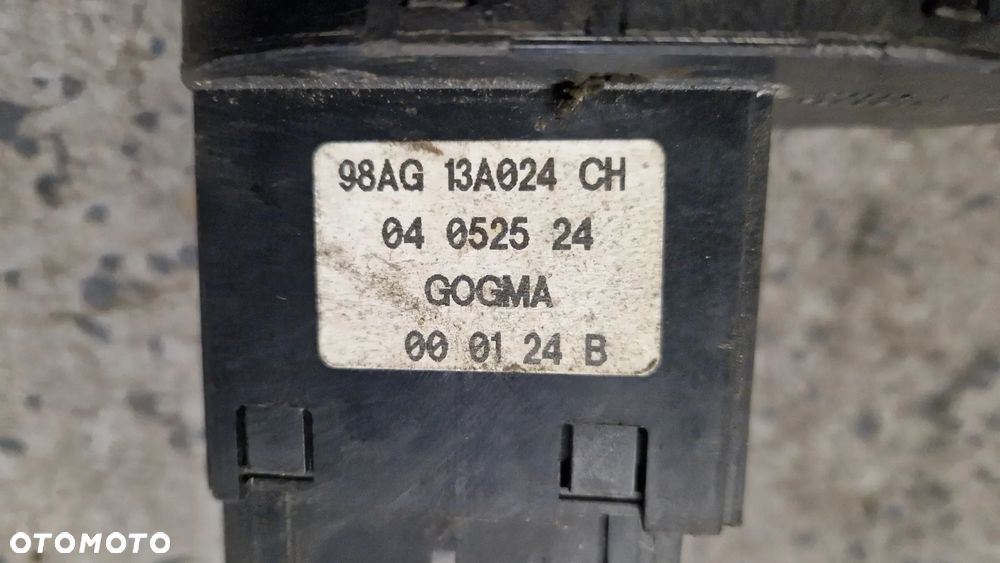 98AG 13A024 CH
04 0525 24
GOGMA
00 01 24 B
OTOMOTO